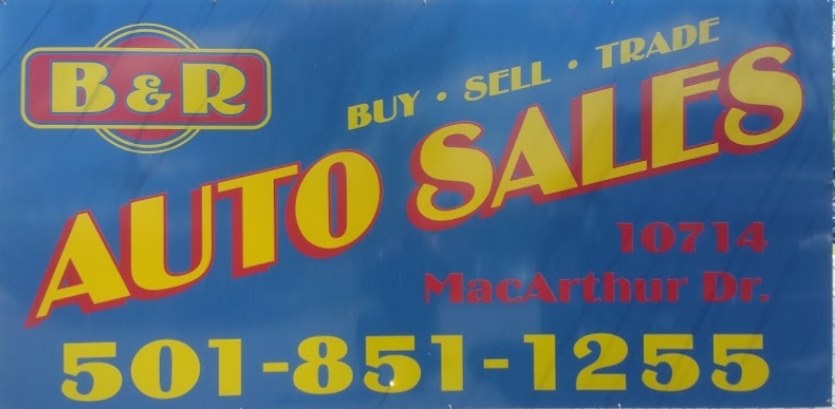 B & R
BUY • SELL • TRADE
AUTO SALES
10714
MacArthur Dr.
501-851-1255